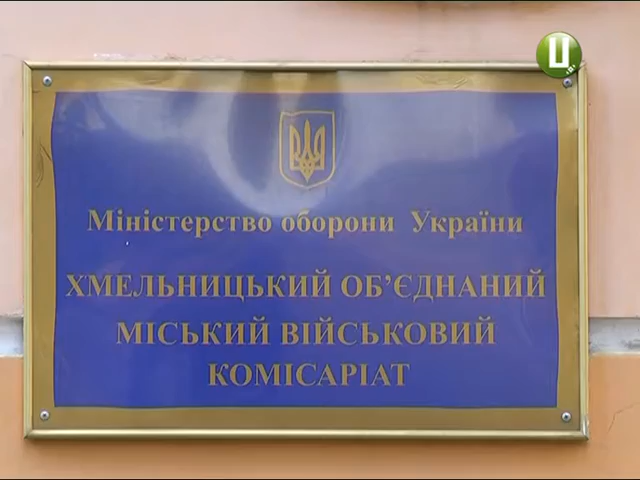 Ц
Міністерство оборони України
ХМЕЛЬНИЦЬКИЙ ОБ'ЄДНАНИЙ
МІСЬКИЙ ВІЙСЬКОВИЙ
КОМІСАРІАТ